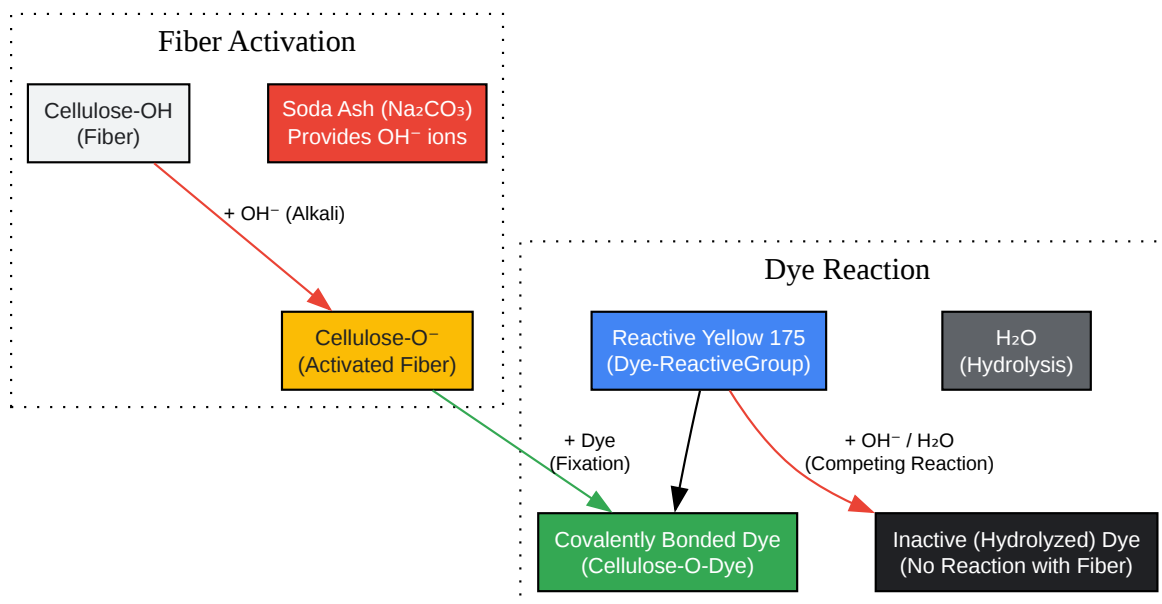 Fiber Activation
Cellulose-OH
(Fiber)
Soda Ash (Na₂CO₃)
Provides OH⁻ ions
+ OH⁻ (Alkali)
Cellulose-O⁻
(Activated Fiber)
Dye Reaction
Reactive Yellow 175
(Dye-ReactiveGroup)
H₂O
(Hydrolysis)
+ Dye
(Fixation)
+ OH⁻ / H₂O
(Competing Reaction)
Covalently Bonded Dye
(Cellulose-O-Dye)
Inactive (Hydrolyzed) Dye
(No Reaction with Fiber)